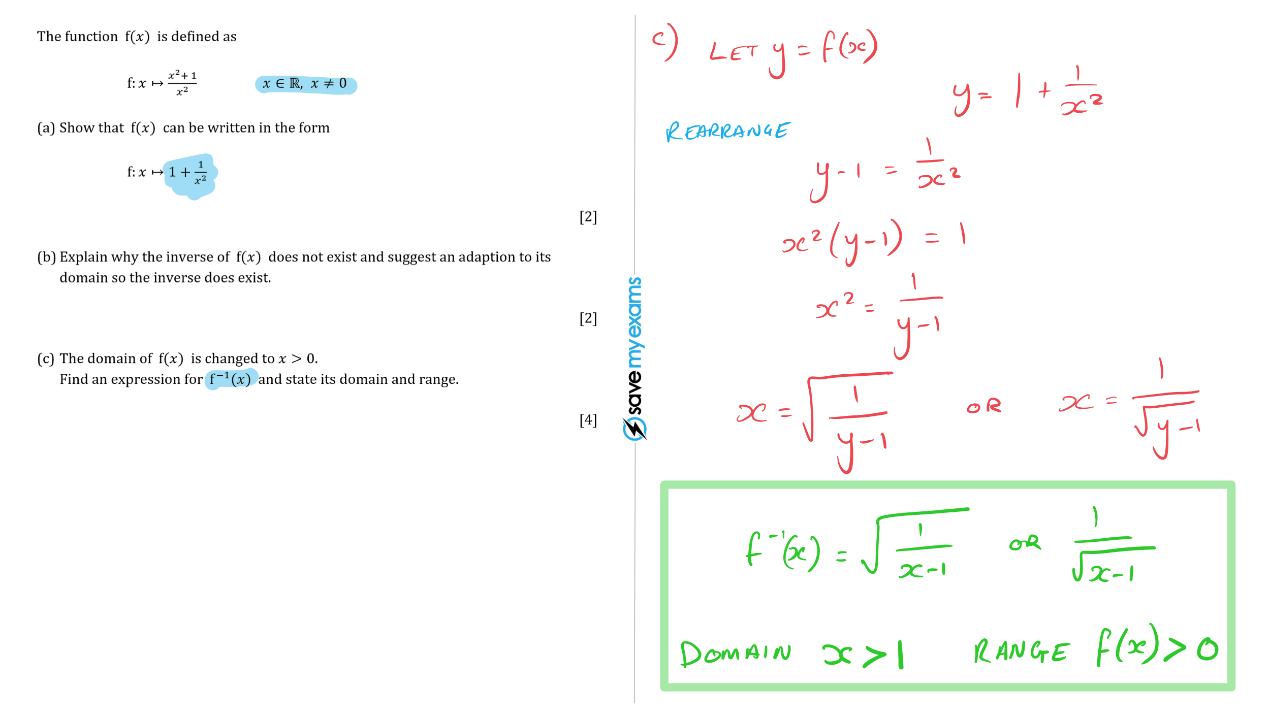 The function f(x) is defined as
f: x ↦ (x² + 1)/x²    x ∈ ℝ, x ≠ 0
(a) Show that f(x) can be written in the form
f: x ↦ 1 + 1/x²
[2]
(b) Explain why the inverse of f(x) does not exist and suggest an adaption to its
domain so the inverse does exist.
[2]
(c) The domain of f(x) is changed to x > 0.
Find an expression for f⁻¹(x) and state its domain and range.
[4]
savemyexams
c) LET y = f(x)
y = 1 + 1/x²
REARRANGE
y - 1 = 1/x²
x²(y-1) = 1
x² = 1/(y-1)
x = √(1/(y-1)) OR x = 1/√(y-1)
f⁻¹(x) = √(1/(x-1)) OR 1/√(x-1)
DOMAIN x > 1 RANGE f(x) > 0